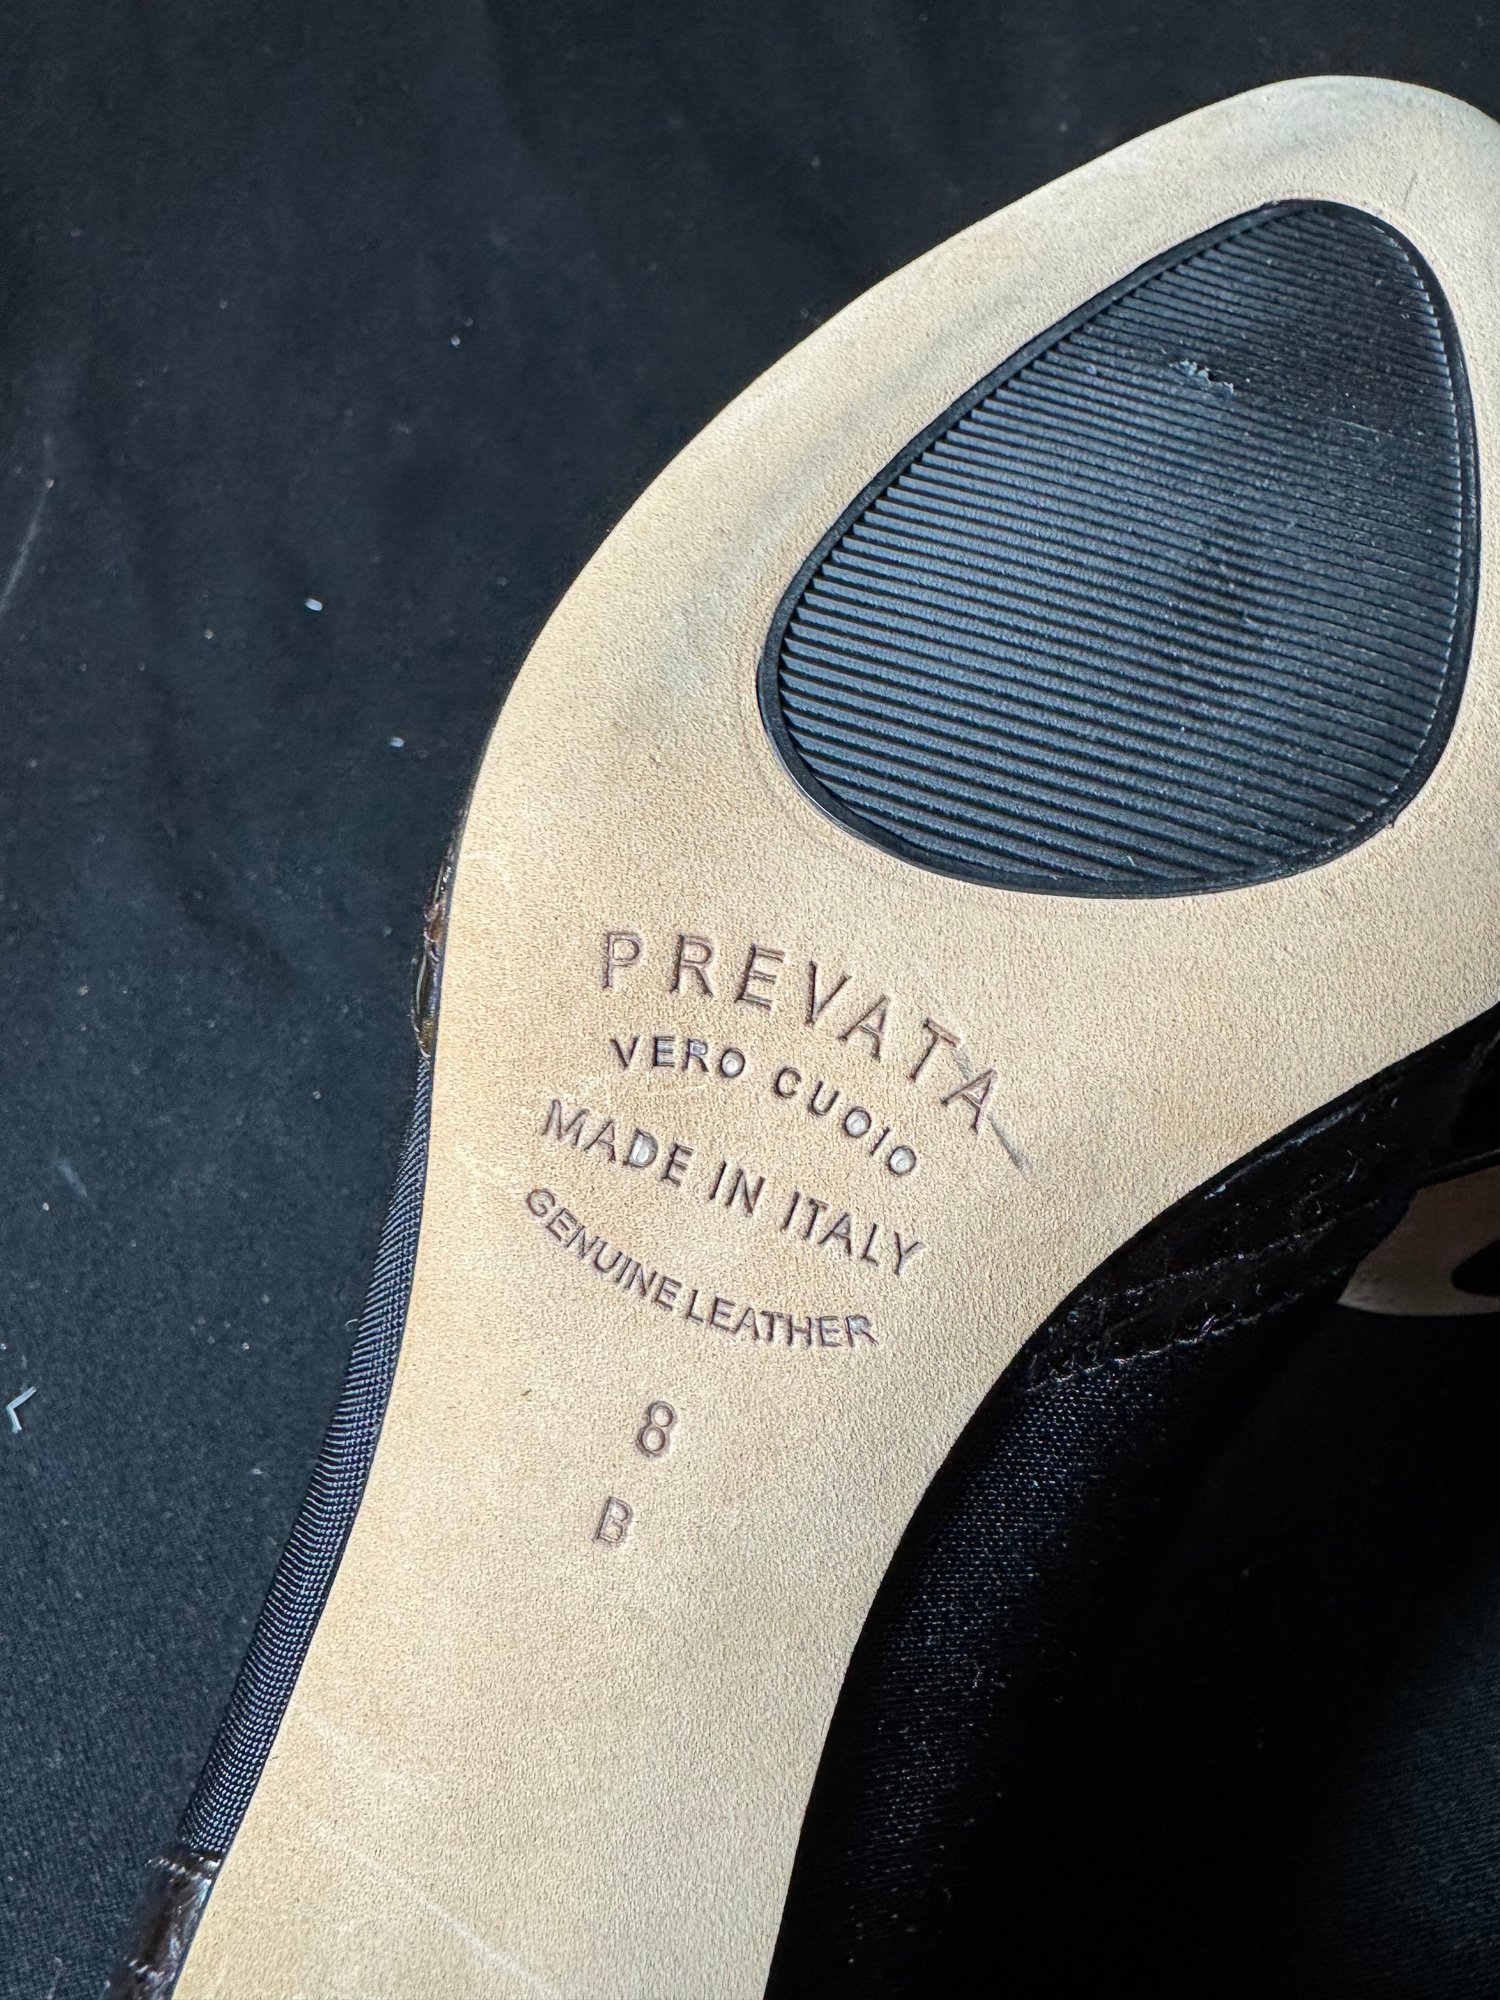 PREVATA
VERO CUOIO
MADE IN ITALY
GENUINE LEATHER
8
B